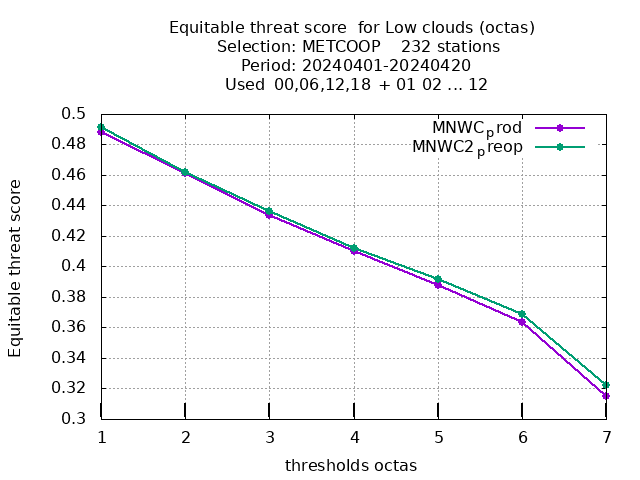 Equitable threat score  for Low clouds (octas)
Selection: METCOOP    232 stations
Period: 20240401-20240420
Used  00,06,12,18  + 01 02 ... 12
MNWCprod
MNWC2preop
Equitable threat score
0.5
0.48
0.46
0.44
0.42
0.4
0.38
0.36
0.34
0.32
0.3
1 2 3 4 5 6 7
thresholds octas